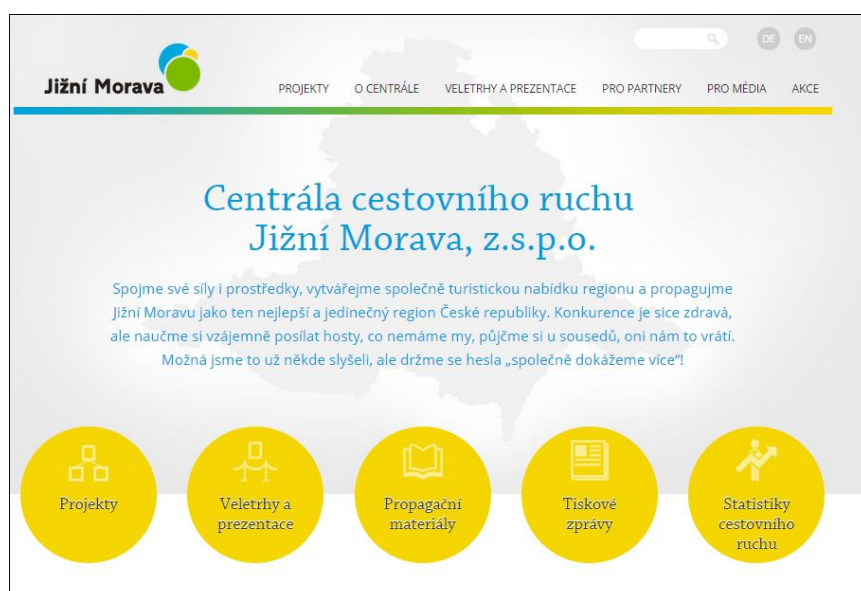 DE EN
Jižní Morava
PROJEKTY O CENTRÁLE VELETRHY A PREZENTACE PRO PARTNERY PRO MÉDIA AKCE
Centrála cestovního ruchu
Jižní Morava, z.s.p.o.
Spojme své síly i prostředky, vytvářejme společně turistickou nabídku regionu a propagujme
Jižní Moravu jako ten nejlepší a jedinečný region České republiky. Konkurence je sice zdravá,
ale naučme si vzájemně posílat hosty, co nemáme my, půjčme si u sousedů, oni nám to vrátí.
Možná jsme to už někde slyšeli, ale držme se hesla „společně dokážeme více“!
Projekty
Veletrhy a
prezentace
Propagační
materiály
Tiskové
zprávy
Statistiky
cestovního
ruchu